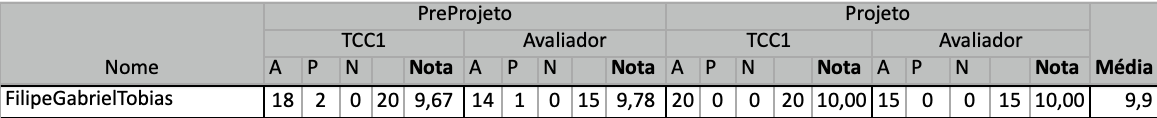 PreProjeto Projeto
TCC1 Avaliador TCC1 Avaliador
Nome A P N Nota A P N Nota A P N Nota A P N Nota Média
FilipeGabrielTobias 18 2 0 20 9,67 14 1 0 15 9,78 20 0 0 20 10,00 15 0 0 15 10,00 9,9